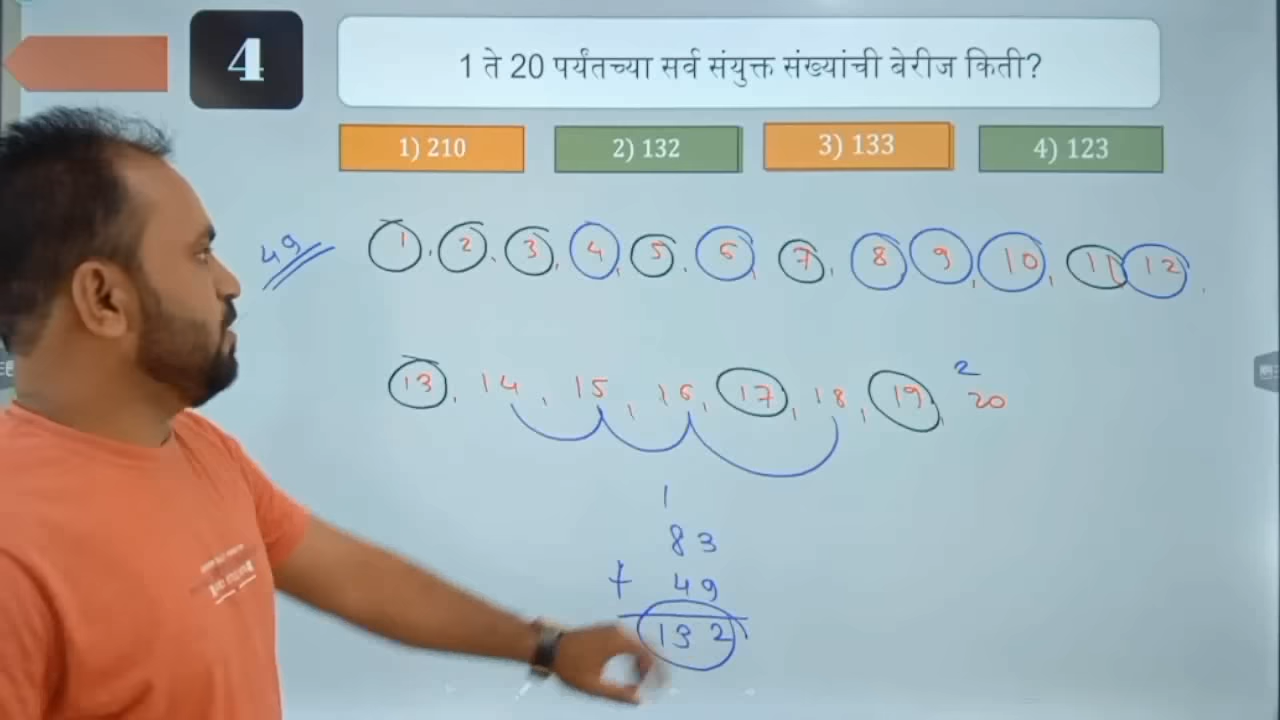 4
1 ते 20 पर्यंतच्या सर्व संयुक्त संख्यांची बेरीज किती?
1) 210 2) 132 3) 133 4) 123
49
1, 2, 3, 4, 5, 6, 7, 8, 9, 10, 11, 12,
2
13, 14, 15, 16, 17, 18, 19, 20
1
83
+ 49
132